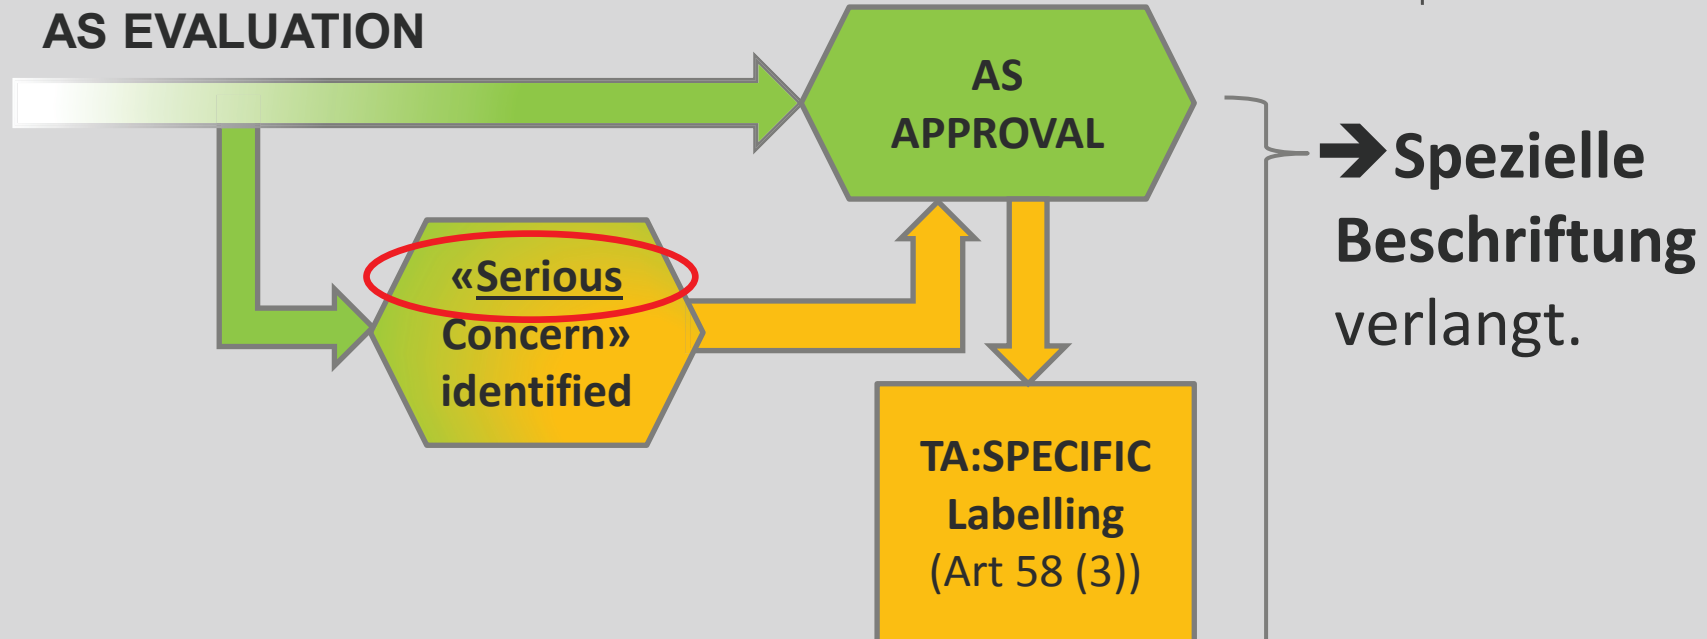 AS EVALUATION
AS
APPROVAL
«Serious
Concern»
identified
TA:SPECIFIC
Labelling
(Art 58 (3))
➔Spezielle
Beschriftung
verlangt.